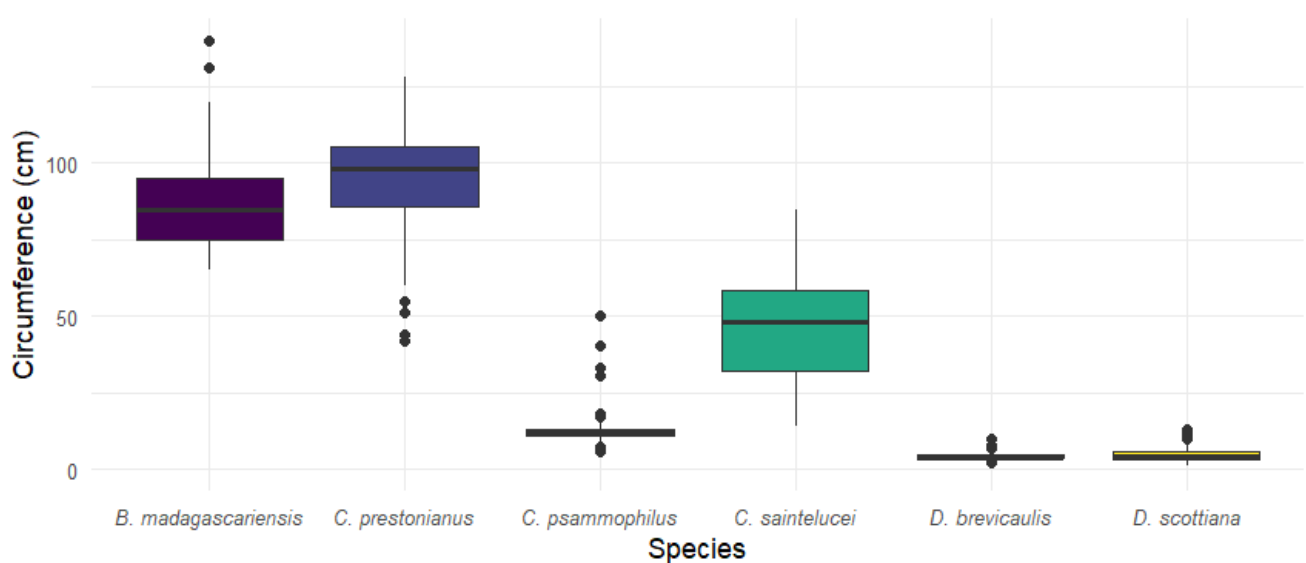 Circumference (cm)
100
50
0
B. madagascariensis C. prestonianus C. psammophilus C. saintelucei D. brevicaulis D. scottiana
Species